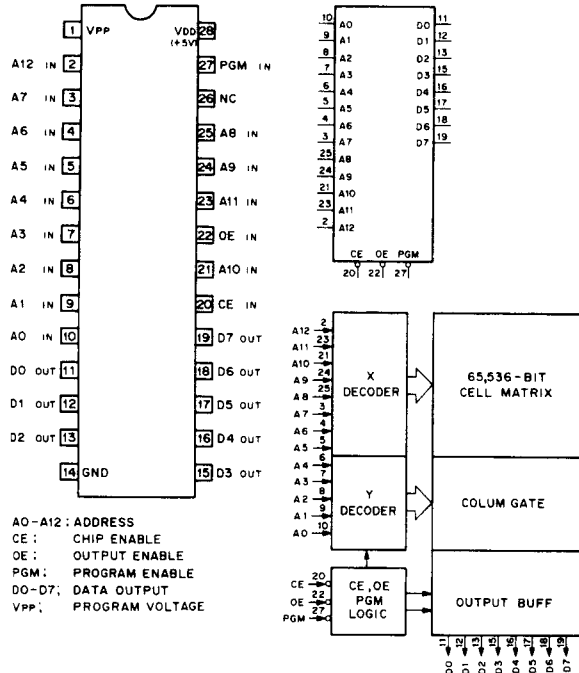 1 VPP VDD 28
(+5V)
A12 IN 2 27 PGM IN
A7 IN 3 26 NC
A6 IN 4 25 A8 IN
A5 IN 5 24 A9 IN
A4 IN 6 23 A11 IN
A3 IN 7 22 OE IN
A2 IN 8 21 A10 IN
A1 IN 9 20 CE IN
A0 IN 10 19 D7 OUT
D0 OUT 11 18 D6 OUT
D1 OUT 12 17 D5 OUT
D2 OUT 13 16 D4 OUT
14 GND 15 D3 OUT
A0-A12; ADDRESS
CE; CHIP ENABLE
OE; OUTPUT ENABLE
PGM; PROGRAM ENABLE
D0-D7; DATA OUTPUT
VPP; PROGRAM VOLTAGE
10 A0 D0 11
9 A1 D1 12
8 A2 D2 13
7 A3 D3 15
6 A4 D4 16
5 A5 D5 17
4 A6 D6 18
3 A7 D7 19
25 A8
24 A9
21 A10
23 A11
2 A12
CE OE PGM
20 22 27
A12 2
A11 23
A10 21
A9 24
A8 25
A7 3
A6 4
A5 5
A4 6
A3 7
A2 8
A1 9
A0 10
X
DECODER
65,536-BIT
CELL MATRIX
Y
DECODER
COLUM GATE
CE 20
OE 22
PGM 27
CE,OE
PGM
LOGIC
OUTPUT BUFF
11 12 13 15 16 17 18 19
D0 D1 D2 D3 D4 D5 D6 D7